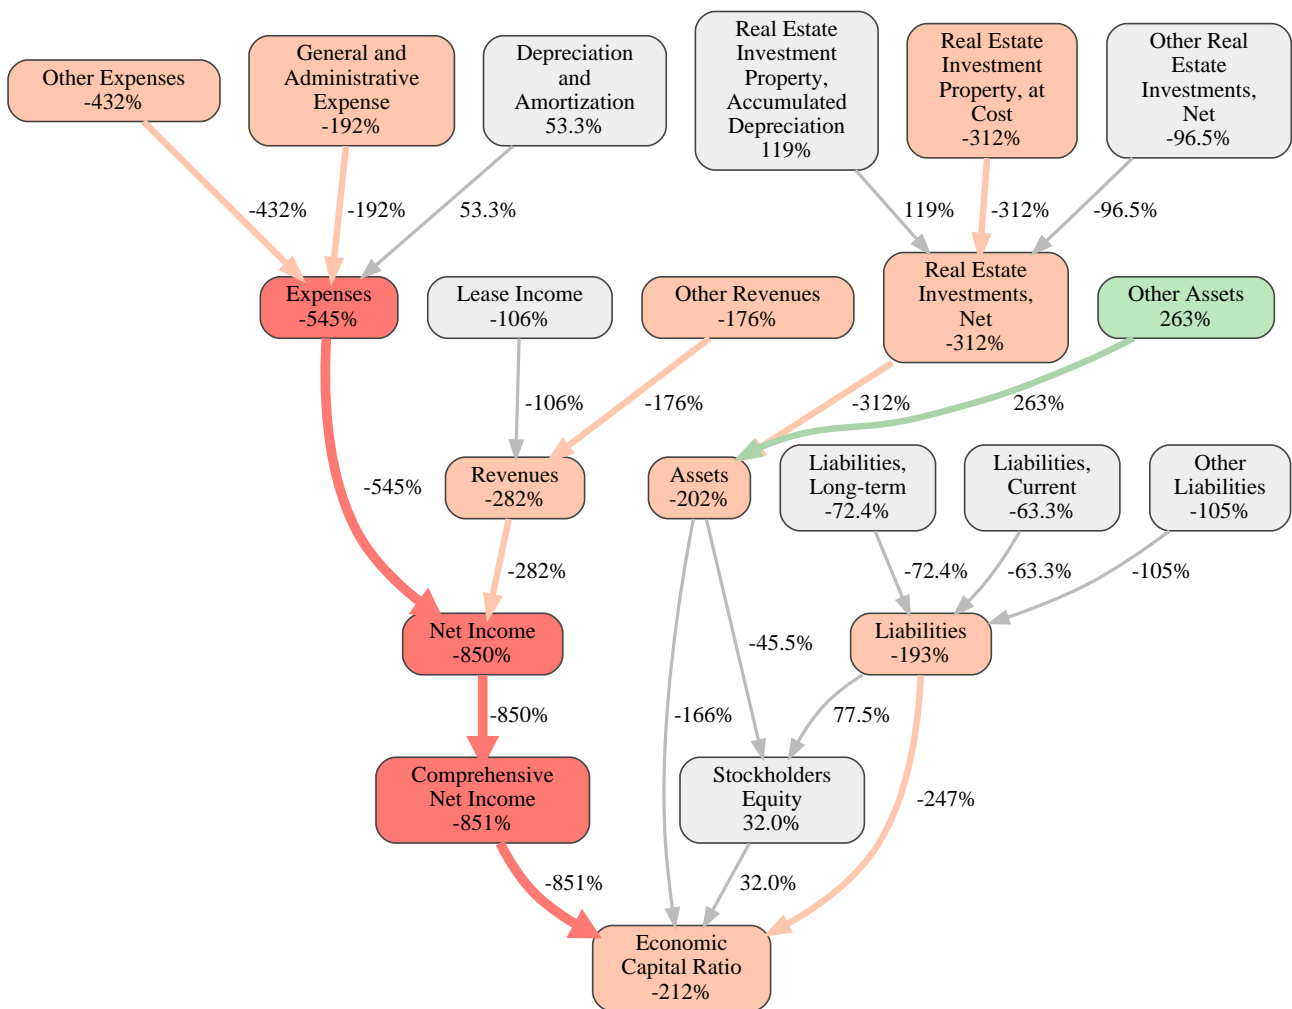 Other Expenses
-432%
General and
Administrative
Expense
-192%
Depreciation
and
Amortization
53.3%
Real Estate
Investment
Property,
Accumulated
Depreciation
119%
Real Estate
Investment
Property, at
Cost
-312%
Other Real
Estate
Investments,
Net
-96.5%
-432%
-192%
53.3%
119%
-312%
-96.5%
Expenses
-545%
Lease Income
-106%
Other Revenues
-176%
Real Estate
Investments,
Net
-312%
Other Assets
263%
-106%
-176%
-312%
263%
-545%
Revenues
-282%
Assets
-202%
Liabilities,
Long-term
-72.4%
Liabilities,
Current
-63.3%
Other
Liabilities
-105%
-282%
-72.4%
-63.3%
-105%
Net Income
-850%
-45.5%
Liabilities
-193%
-850%
-166%
77.5%
Comprehensive
Net Income
-851%
Stockholders
Equity
32.0%
-247%
-851%
32.0%
Economic
Capital Ratio
-212%